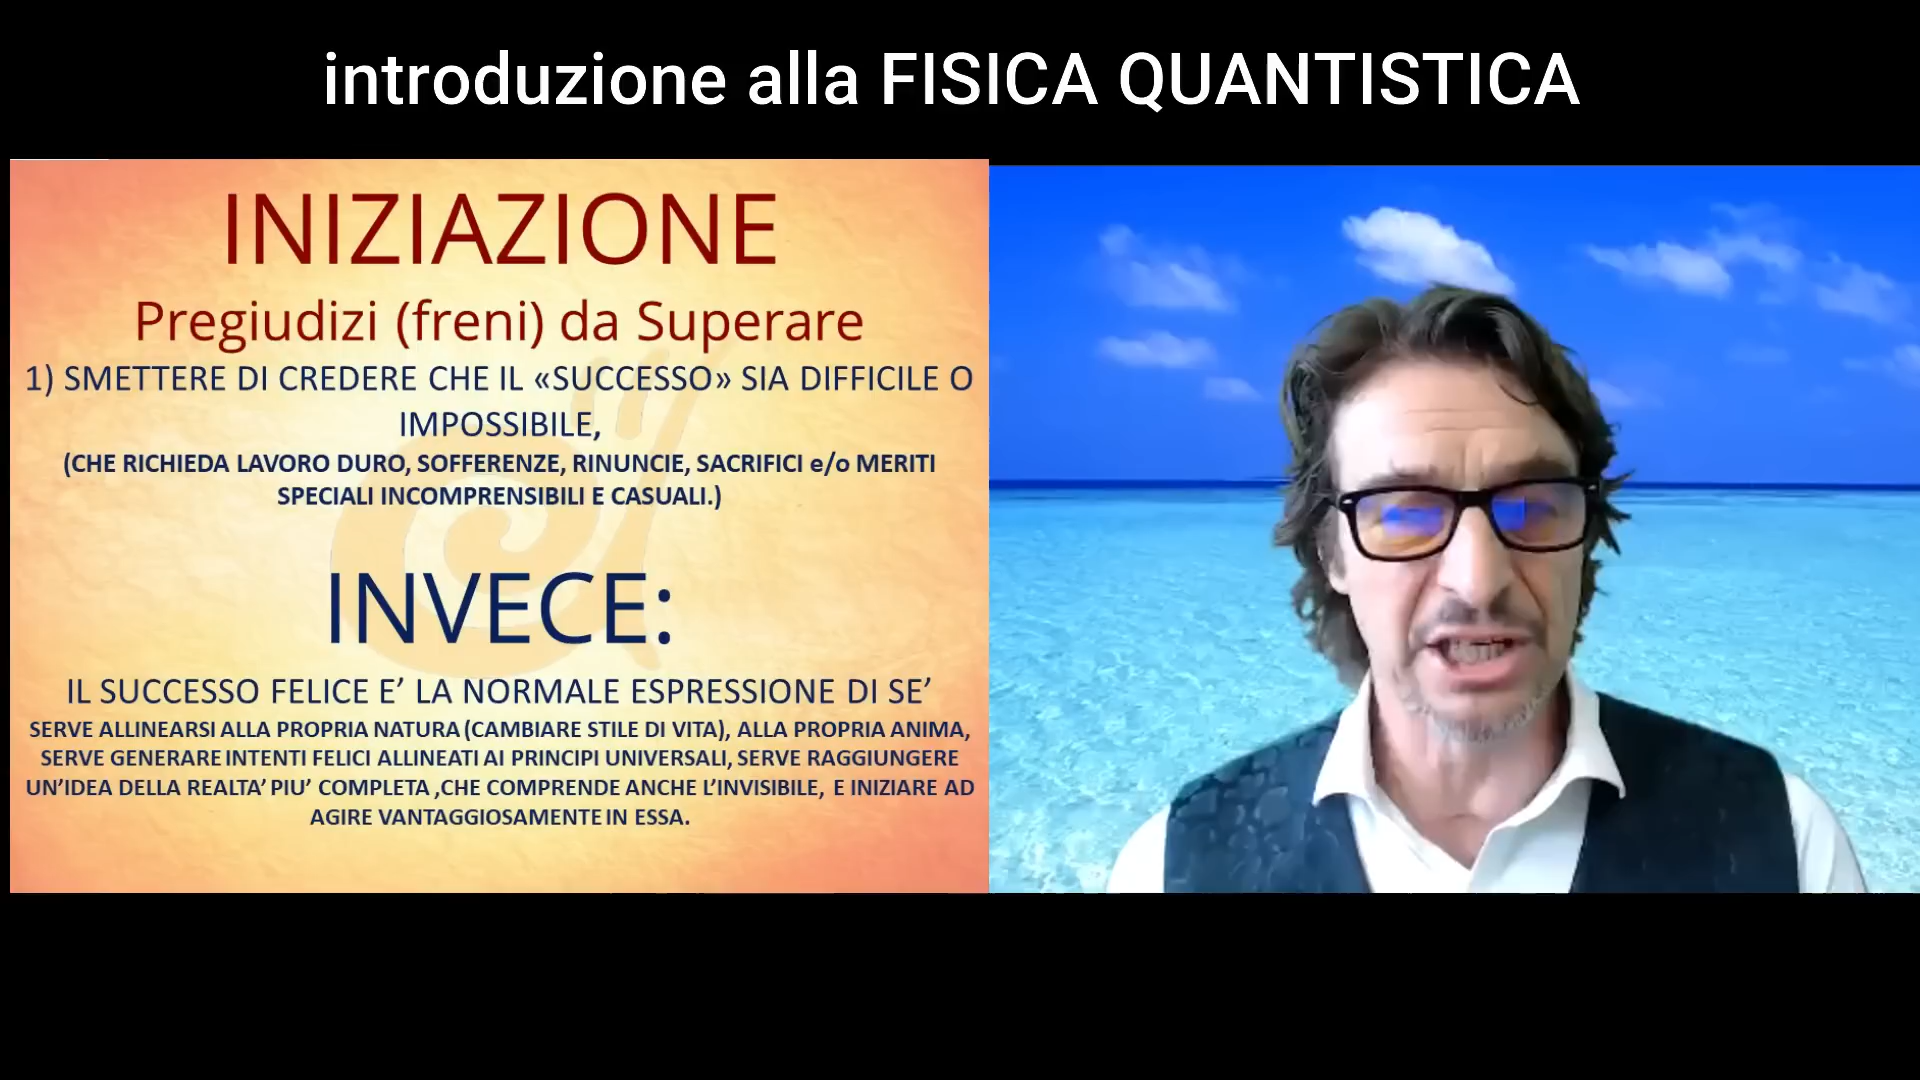 introduzione alla FISICA QUANTISTICA
INIZIAZIONE
Pregiudizi (freni) da Superare
1) SMETTERE DI CREDERE CHE IL «SUCCESSO» SIA DIFFICILE O
IMPOSSIBILE,
(CHE RICHIEDA LAVORO DURO, SOFFERENZE, RINUNCIE, SACRIFICI e/o MERITI
SPECIALI INCOMPRENSIBILI E CASUALI.)
INVECE:
IL SUCCESSO FELICE E’ LA NORMALE ESPRESSIONE DI SE’
SERVE ALLINEARSI ALLA PROPRIA NATURA (CAMBIARE STILE DI VITA), ALLA PROPRIA ANIMA,
SERVE GENERARE INTENTI FELICI ALLINEATI AI PRINCIPI UNIVERSALI, SERVE RAGGIUNGERE
UN’IDEA DELLA REALTA’ PIU’ COMPLETA ,CHE COMPRENDE ANCHE L’INVISIBILE, E INIZIARE AD
AGIRE VANTAGGIOSAMENTE IN ESSA.